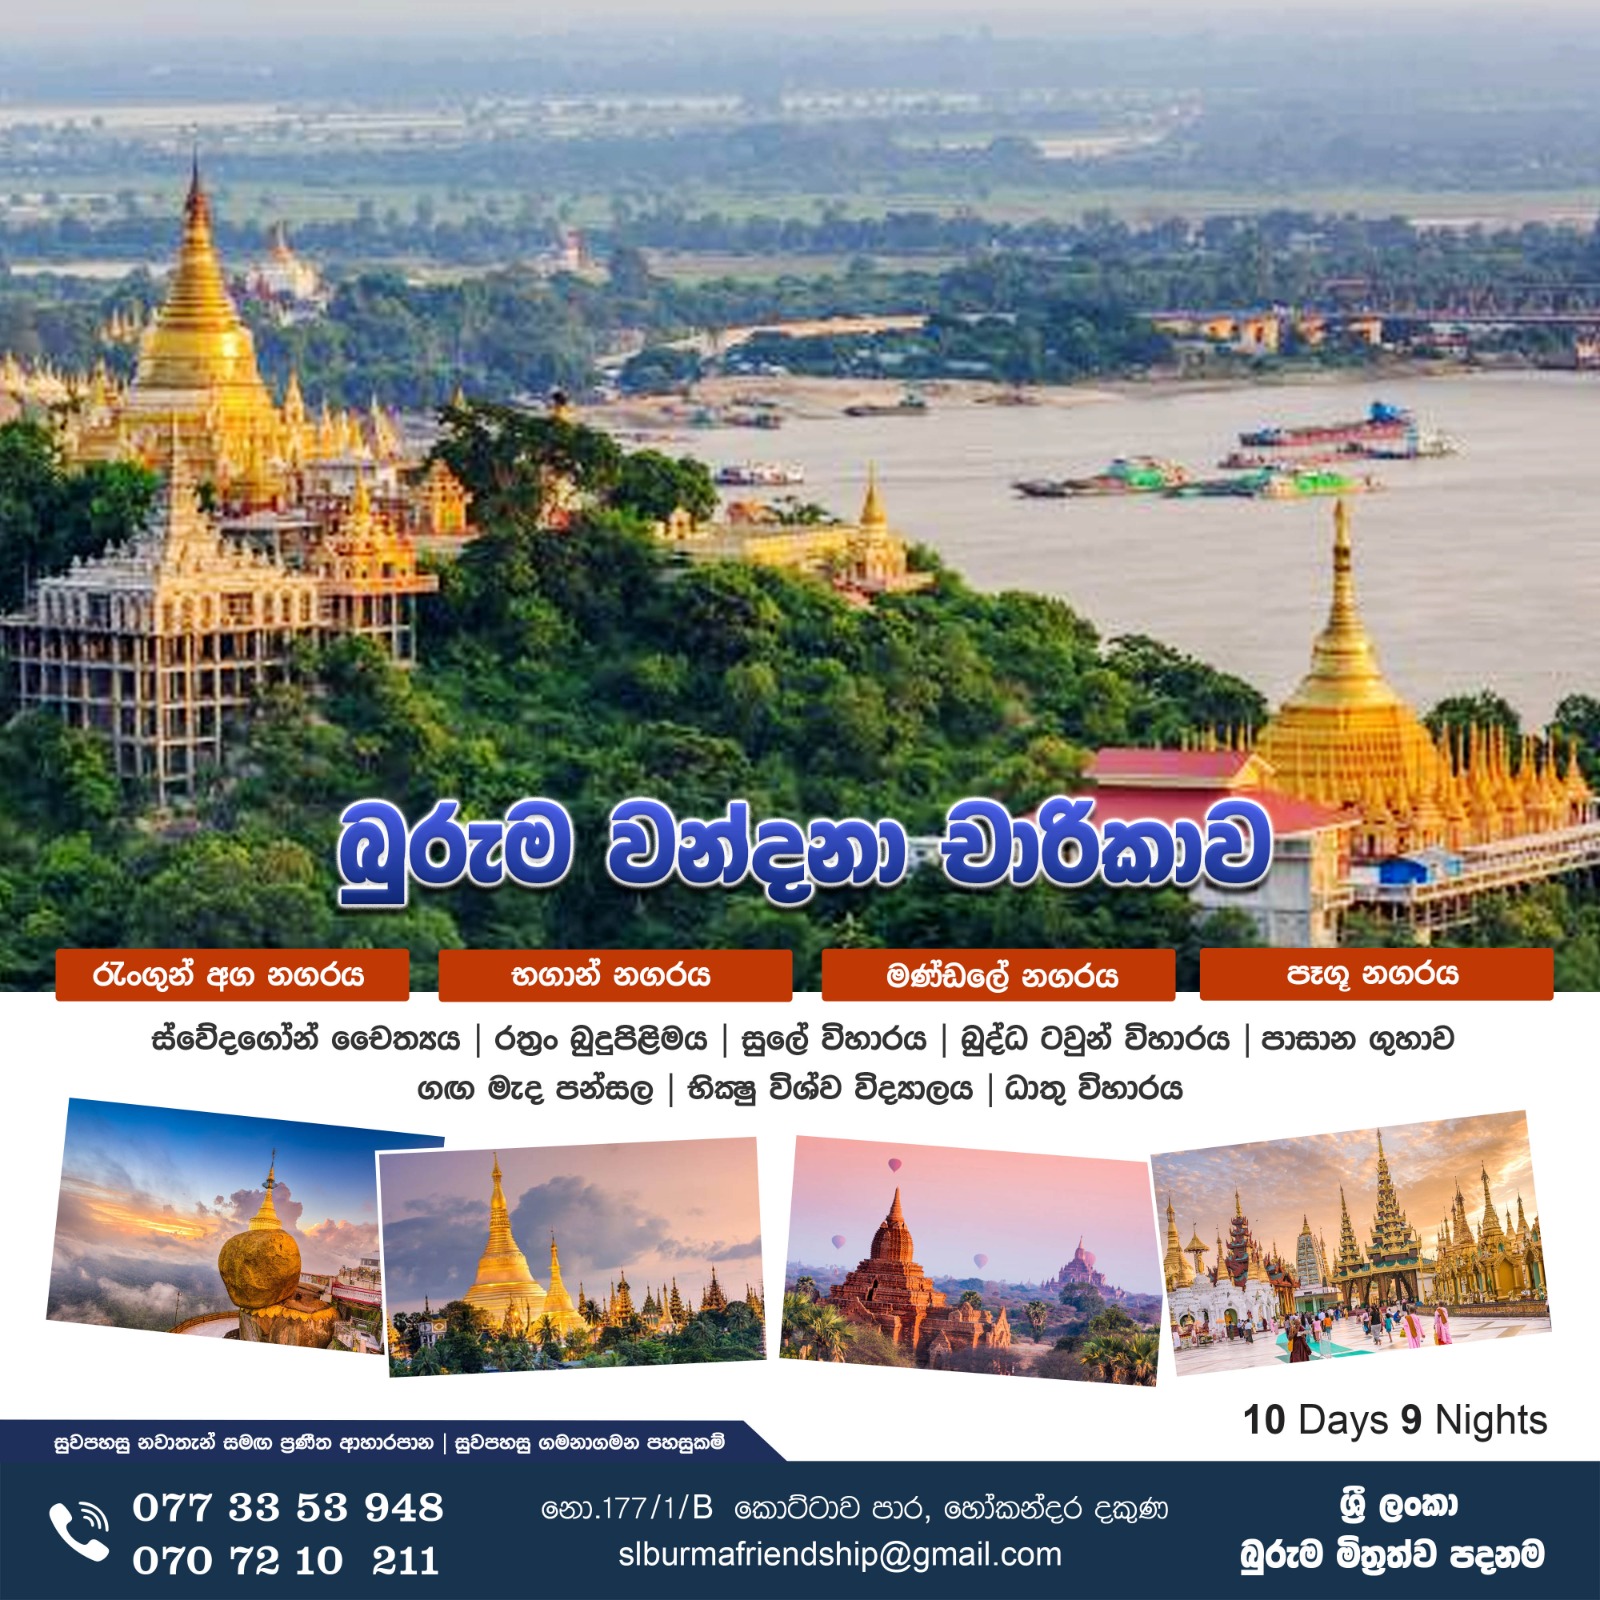 බුරුම වන්දනා චාරිකාව
රැංගුන් අග නගරය
භගාන් නගරය
මණ්ඩලේ නගරය
පෑගූ නගරය
ස්වේදගෝන් චෛත්‍යය | රත්‍රං බුදුපිළිමය | සුලේ විහාරය | බුද්ධ ටවුන් විහාරය | පාසාන ගුහාව
ගඟ මැද පන්සල | භික්‍ෂු විශ්ව විද්‍යාලය | ධාතු විහාරය
10 Days 9 Nights
සුවපහසු නවාතැන් සමඟ ප්‍රණීත ආහාරපාන | සුවපහසු ගමනාගමන පහසුකම්
077 33 53 948
070 72 10 211
නො.177/1/B කොට්ටාව පාර, හෝකන්දර දකුණ
slburmafriendship@gmail.com
ශ්‍රී ලංකා
බුරුම මිත්‍රත්ව පදනම